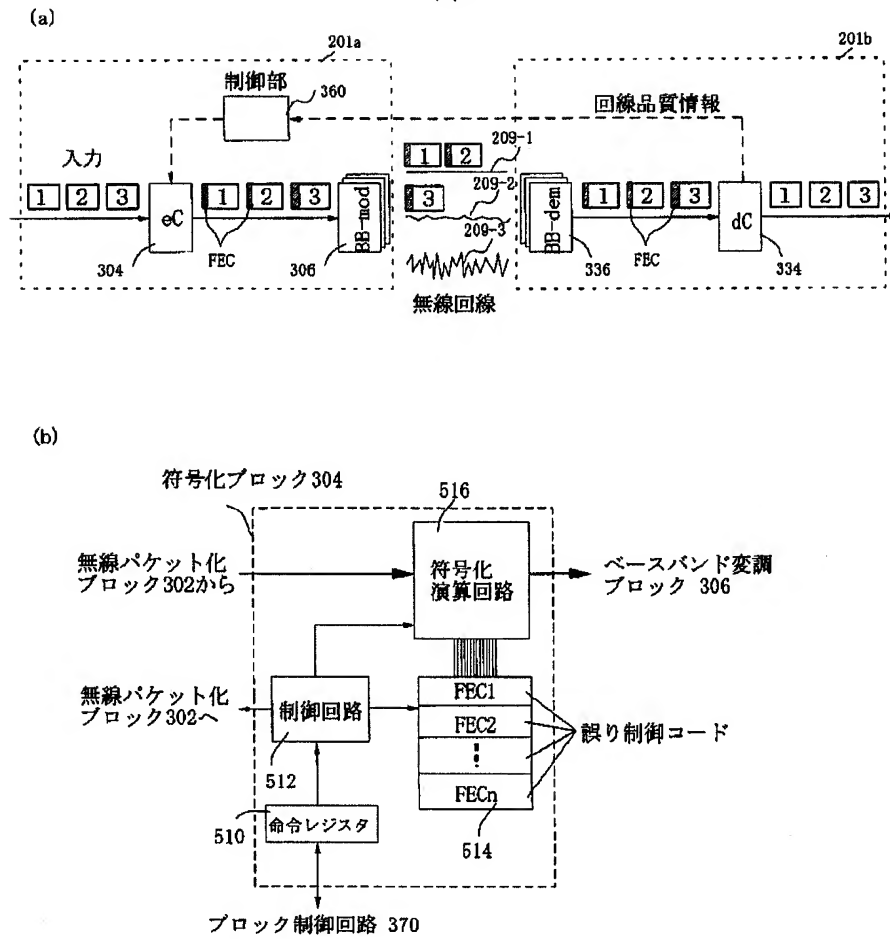 (a)
201a
201b
制御部
360
回線品質情報
入力
209-1
1 2
209-2
1 2 3
eC
1 2 3
BB-mod
3
209-3
BB-dem
1 2 3
dC
1 2 3
304
FEC
306
336
FEC
334
無線回線
(b)
符号化ブロック304
516
無線パケット化
ブロック302から
符号化
演算回路
ベースバンド変調
ブロック 306
無線パケット化
ブロック302へ
制御回路
FEC1
FEC2
FECn
誤り制御コード
512
510
命令レジスタ
514
ブロック制御回路 370